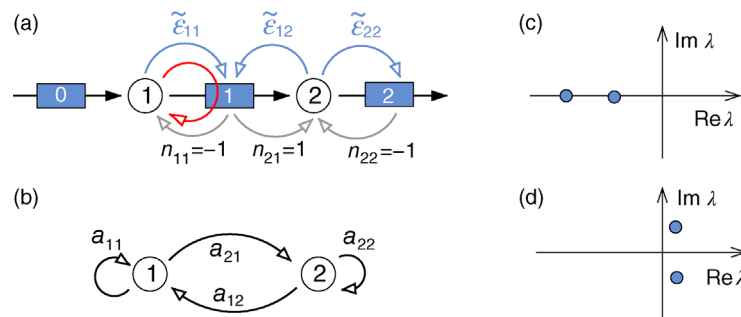 (a)
ε̃₁₁ ε̃₁₂ ε̃₂₂
0 1 1 2 2
n₁₁=−1 n₂₁=1 n₂₂=−1
(b)
a₁₁ a₂₁ a₂₂
1 2
a₁₂
(c)
Im λ
Re λ
(d)
Im λ
Re λ